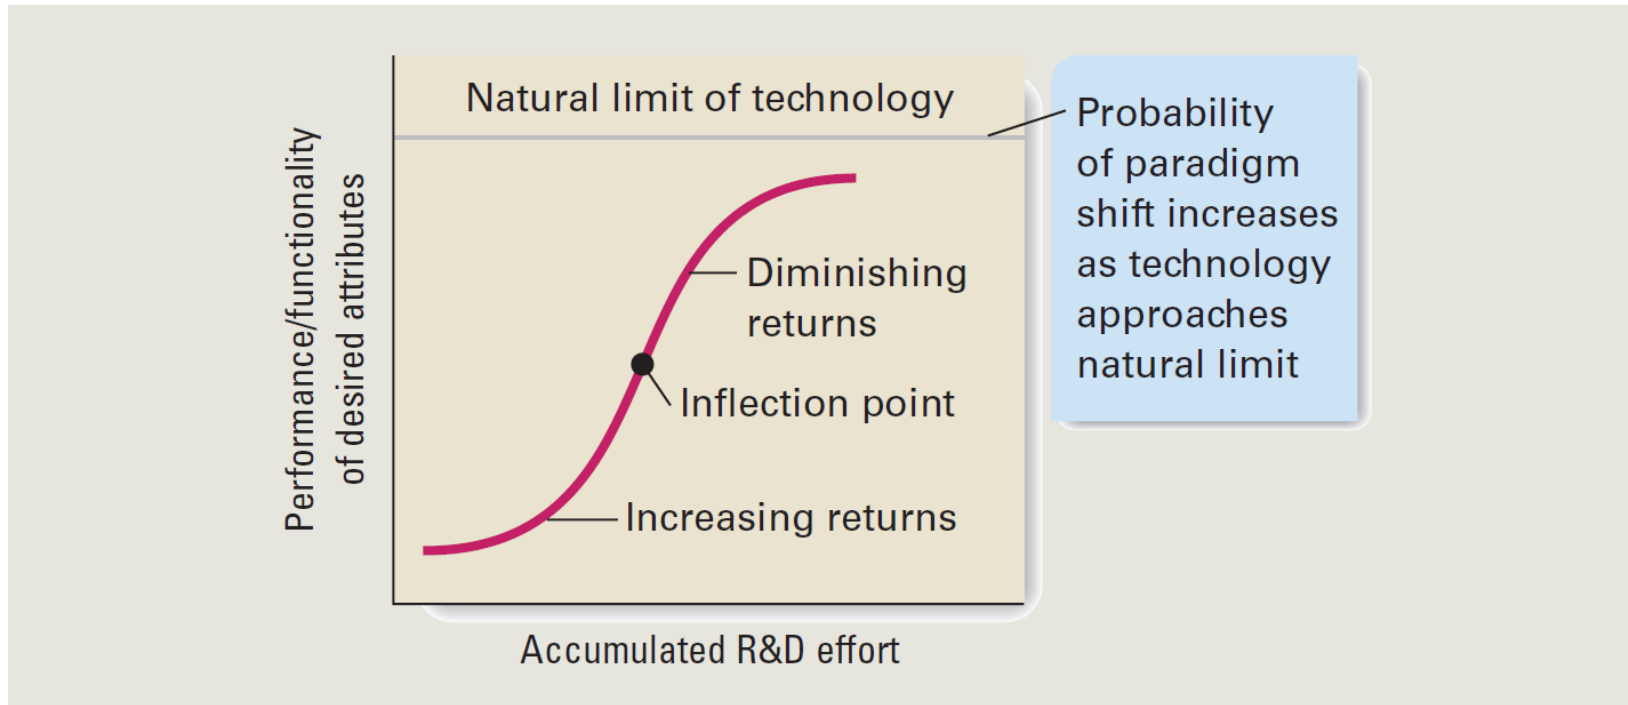 Natural limit of technology
Probability
of paradigm
shift increases
as technology
approaches
natural limit
Performance/functionality
of desired attributes
Diminishing
returns
Inflection point
Increasing returns
Accumulated R&D effort